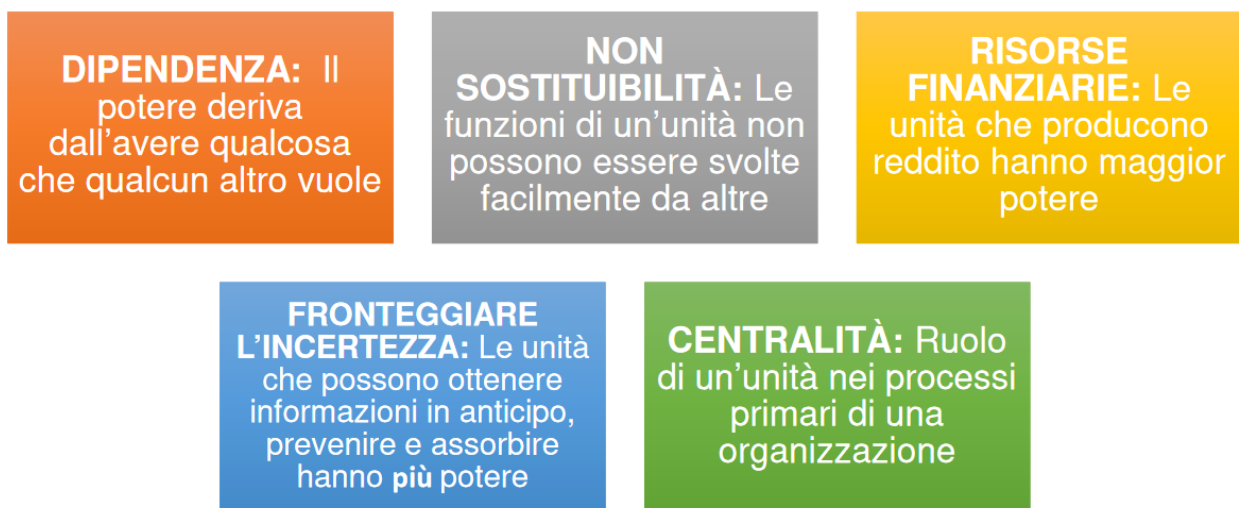 DIPENDENZA: Il
potere deriva
dall'avere qualcosa
che qualcun altro vuole
NON
SOSTITUIBILITÀ: Le
funzioni di un'unità non
possono essere svolte
facilmente da altre
RISORSE
FINANZIARIE: Le
unità che producono
reddito hanno maggior
potere
FRONTEGGIARE
L'INCERTEZZA: Le unità
che possono ottenere
informazioni in anticipo,
prevenire e assorbire
hanno più potere
CENTRALITÀ: Ruolo
di un'unità nei processi
primari di una
organizzazione